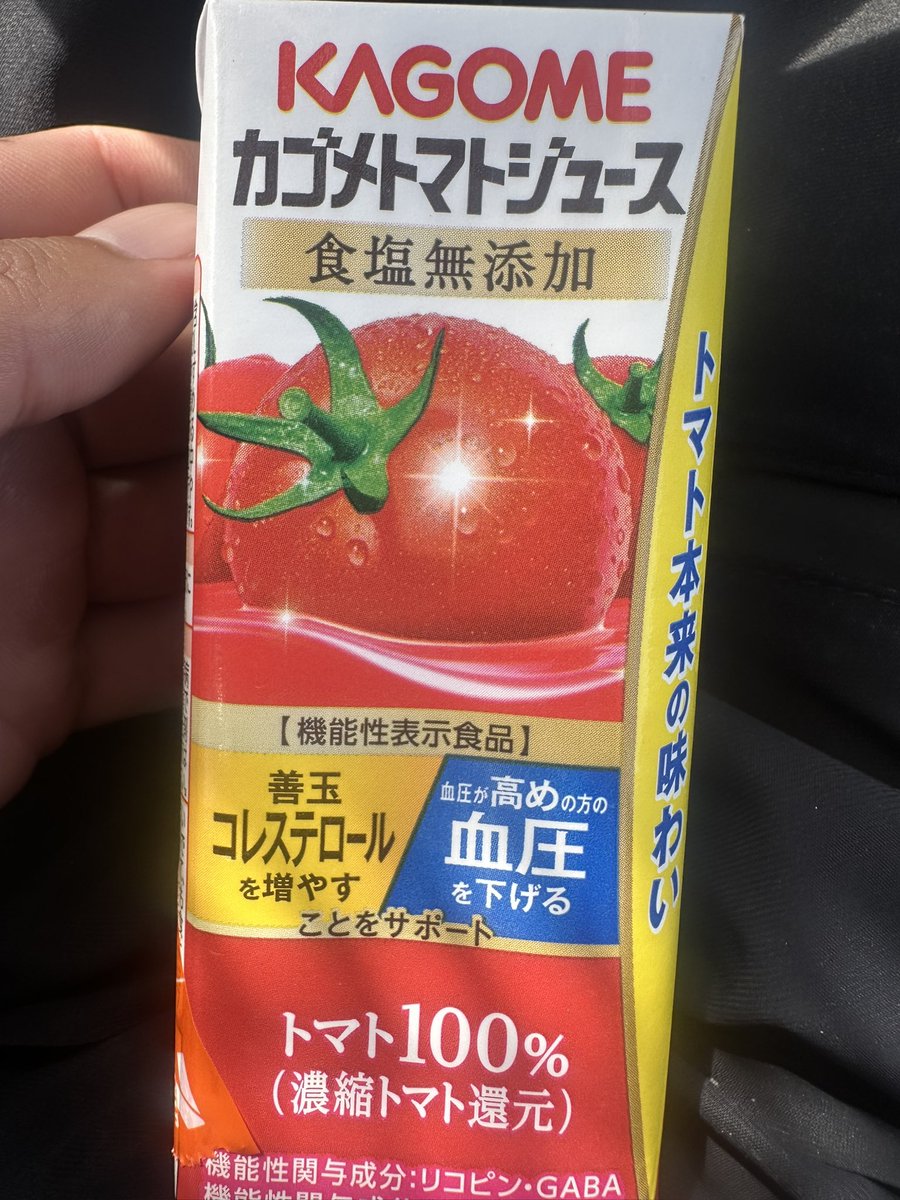 KAGOME
カゴメトマトジュース
食塩無添加
トマト本来の味わい
【機能性表示食品】
善玉
コレステロール
を増やす
血圧が高めの方の
血圧
を下げる
ことをサポート
トマト100%
(濃縮トマト還元)
機能性関与成分:リコピン・GABA